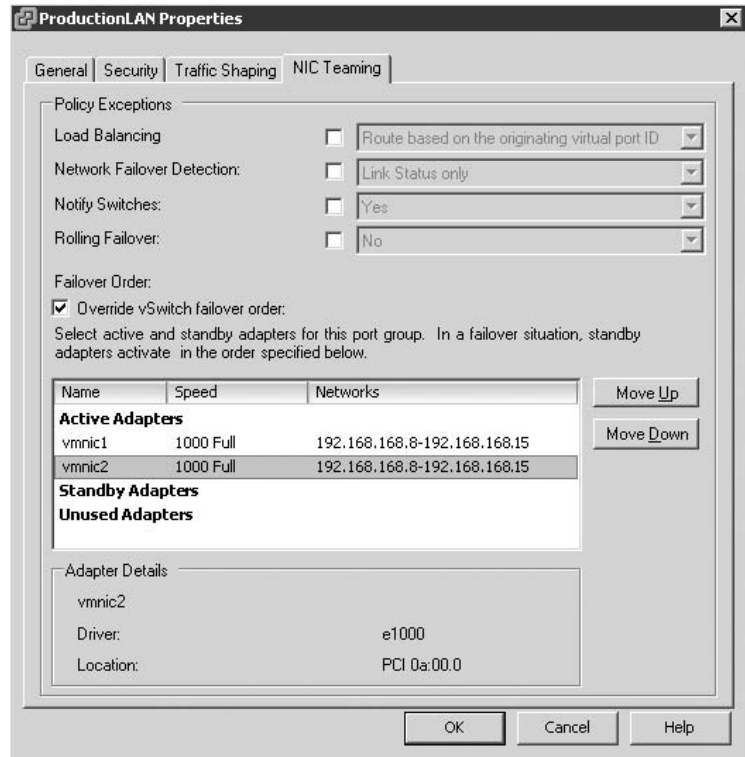 ProductionLAN Properties
General Security Traffic Shaping NIC Teaming
Policy Exceptions
Load Balancing Route based on the originating virtual port ID
Network Failover Detection: Link Status only
Notify Switches: Yes
Rolling Failover: No
Failover Order:
Override vSwitch failover order:
Select active and standby adapters for this port group. In a failover situation, standby
adapters activate in the order specified below.
Name Speed Networks Move Up
Active Adapters
vmnic1 1000 Full 192.168.168.8-192.168.168.15 Move Down
vmnic2 1000 Full 192.168.168.8-192.168.168.15
Standby Adapters
Unused Adapters
Adapter Details
vmnic2
Driver: e1000
Location: PCI 0a:00.0
OK Cancel Help